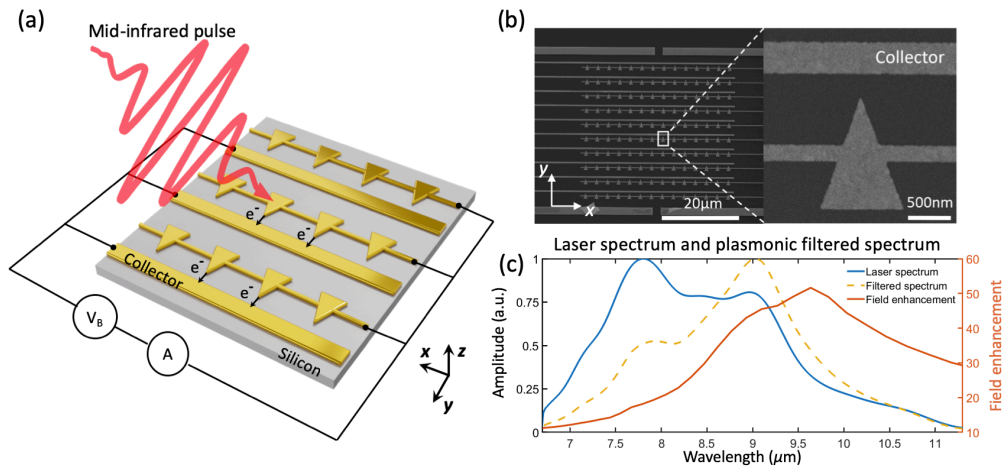 (a)
Mid-infrared pulse
e-
e-
e-
e-
Collector
Silicon
VB
A
x
z
y
(b)
Collector
y
x
20μm
500nm
Laser spectrum and plasmonic filtered spectrum
(c)
Laser spectrum
Filtered spectrum
Field enhancement
Amplitude (a.u.)
1
0.75
0.5
0.25
0
7
7.5
8
8.5
9
9.5
10
10.5
11
Wavelength (μm)
60
50
40
30
20
10
Field enhancement